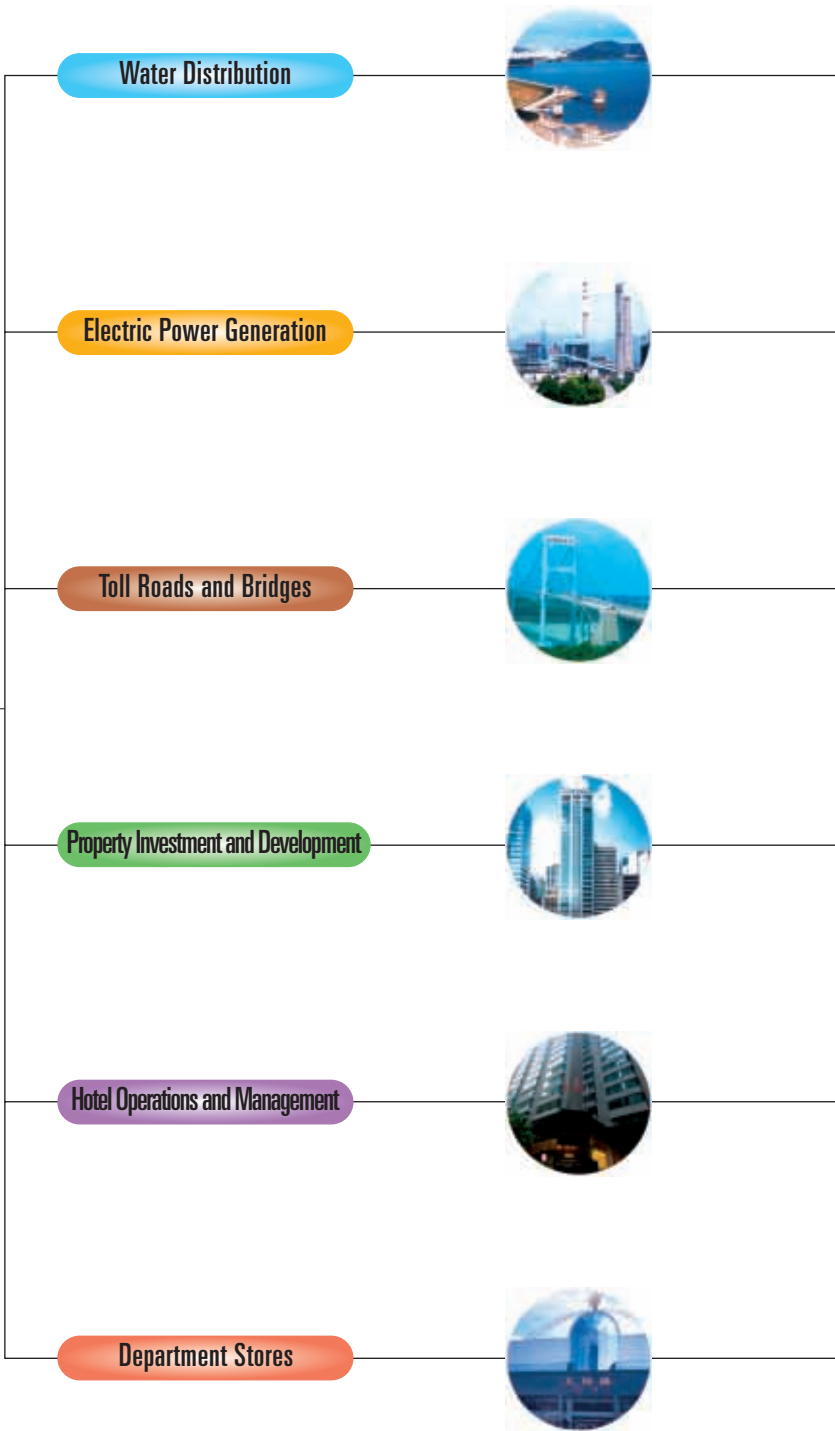 Water Distribution
Electric Power Generation
Toll Roads and Bridges
Property Investment and Development
Hotel Operations and Management
Department Stores